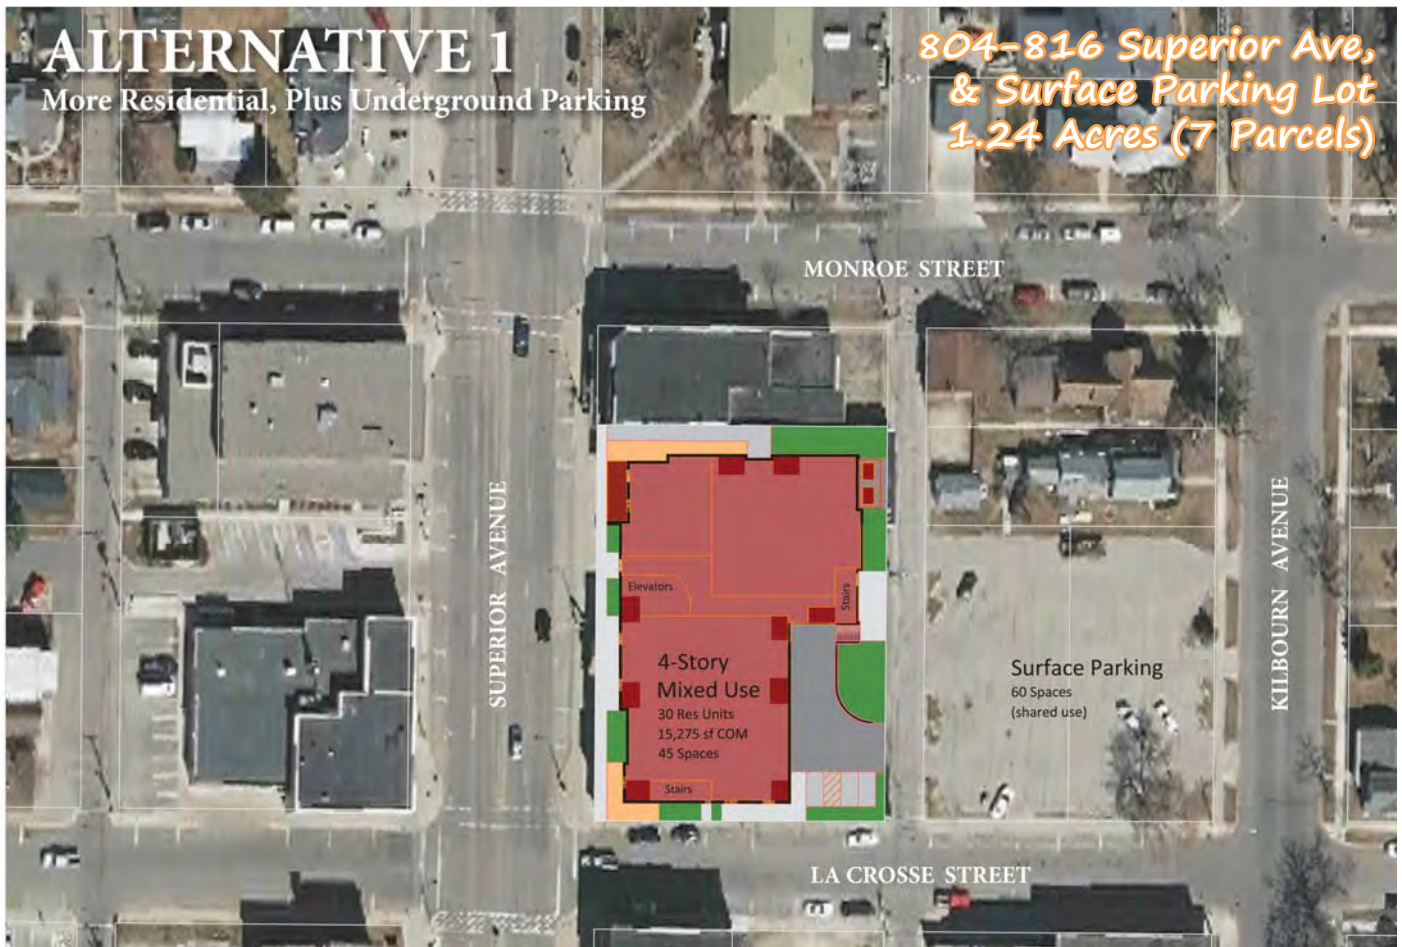 ALTERNATIVE 1
More Residential, Plus Underground Parking
804-816 Superior Ave,
& Surface Parking Lot
1.24 Acres (7 Parcels)
MONROE STREET
SUPERIOR AVENUE
KILBOURN AVENUE
Elevators
Stairs
4-Story
Mixed Use
30 Res Units
15,275 sf COM
45 Spaces
Stairs
Surface Parking
60 Spaces
(shared use)
LA CROSSE STREET